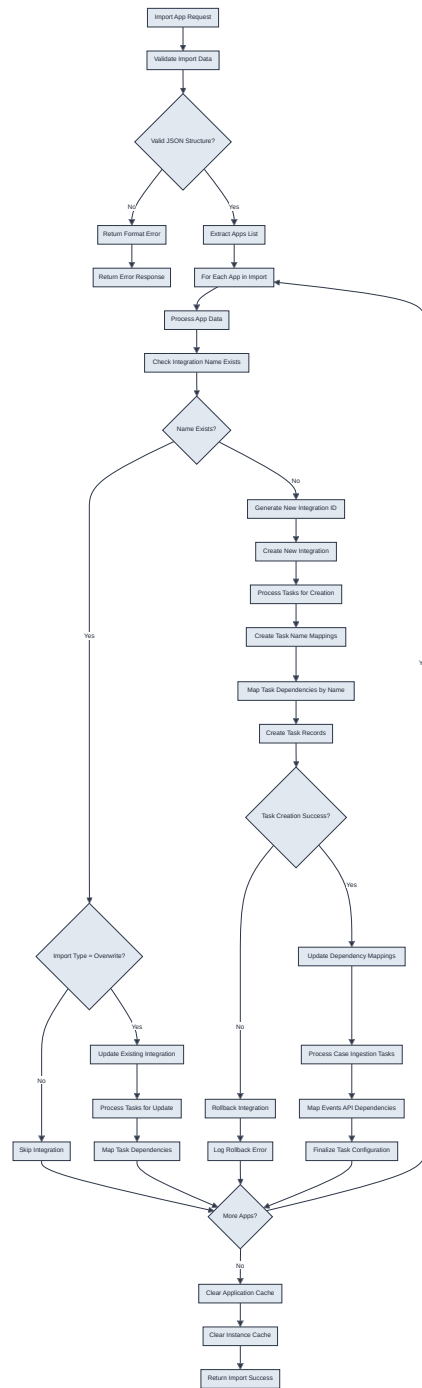 Import App Request
Validate Import Data
Valid JSON Structure?
No
Yes
Return Format Error
Extract Apps List
Return Error Response
For Each App in Import
Process App Data
Check Integration Name Exists
Name Exists?
No
Generate New Integration ID
Create New Integration
Process Tasks for Creation
Yes
Create Task Name Mappings
Y
Map Task Dependencies by Name
Create Task Records
Task Creation Success?
Yes
Import Type = Overwrite?
Update Dependency Mappings
Yes
No
Update Existing Integration
Process Case Ingestion Tasks
No
Process Tasks for Update
Rollback Integration
Map Events API Dependencies
Skip Integration
Map Task Dependencies
Log Rollback Error
Finalize Task Configuration
More Apps?
No
Clear Application Cache
Clear Instance Cache
Return Import Success